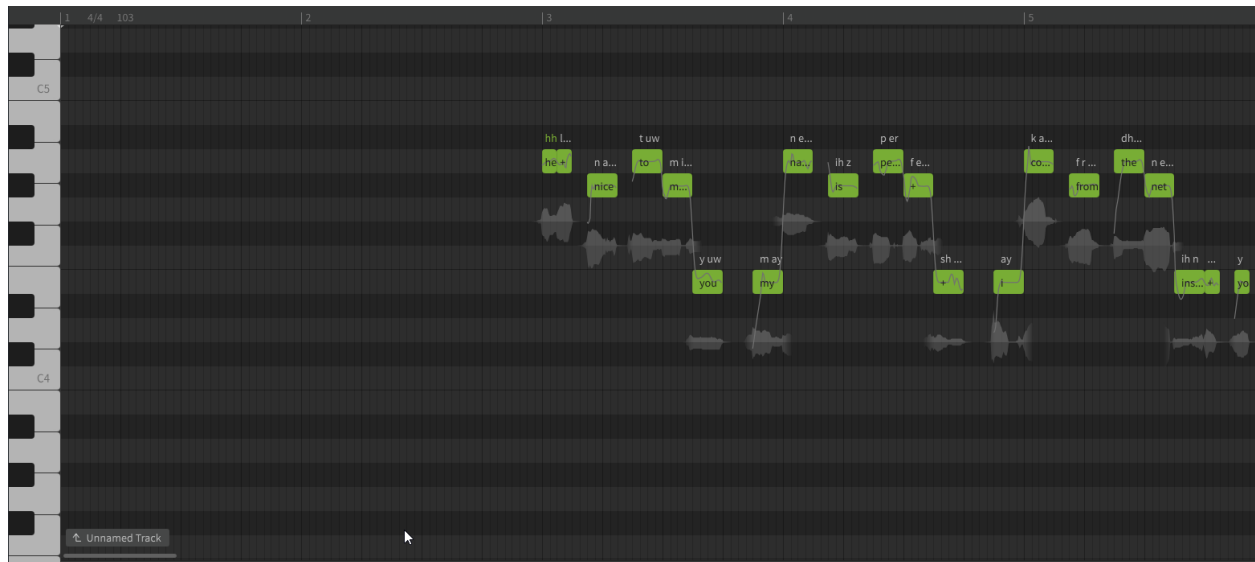 1 4/4 103 2 3 4 5
C5
hh l... t uw n e... p er k a... dh...
he + n a... to m i... na... ih z pe... f e... co... f r ... the n e...
nice m... is + from net
y uw m ay sh ... ay ih n ... y
you my + i ins... + yo
C4
Unnamed Track